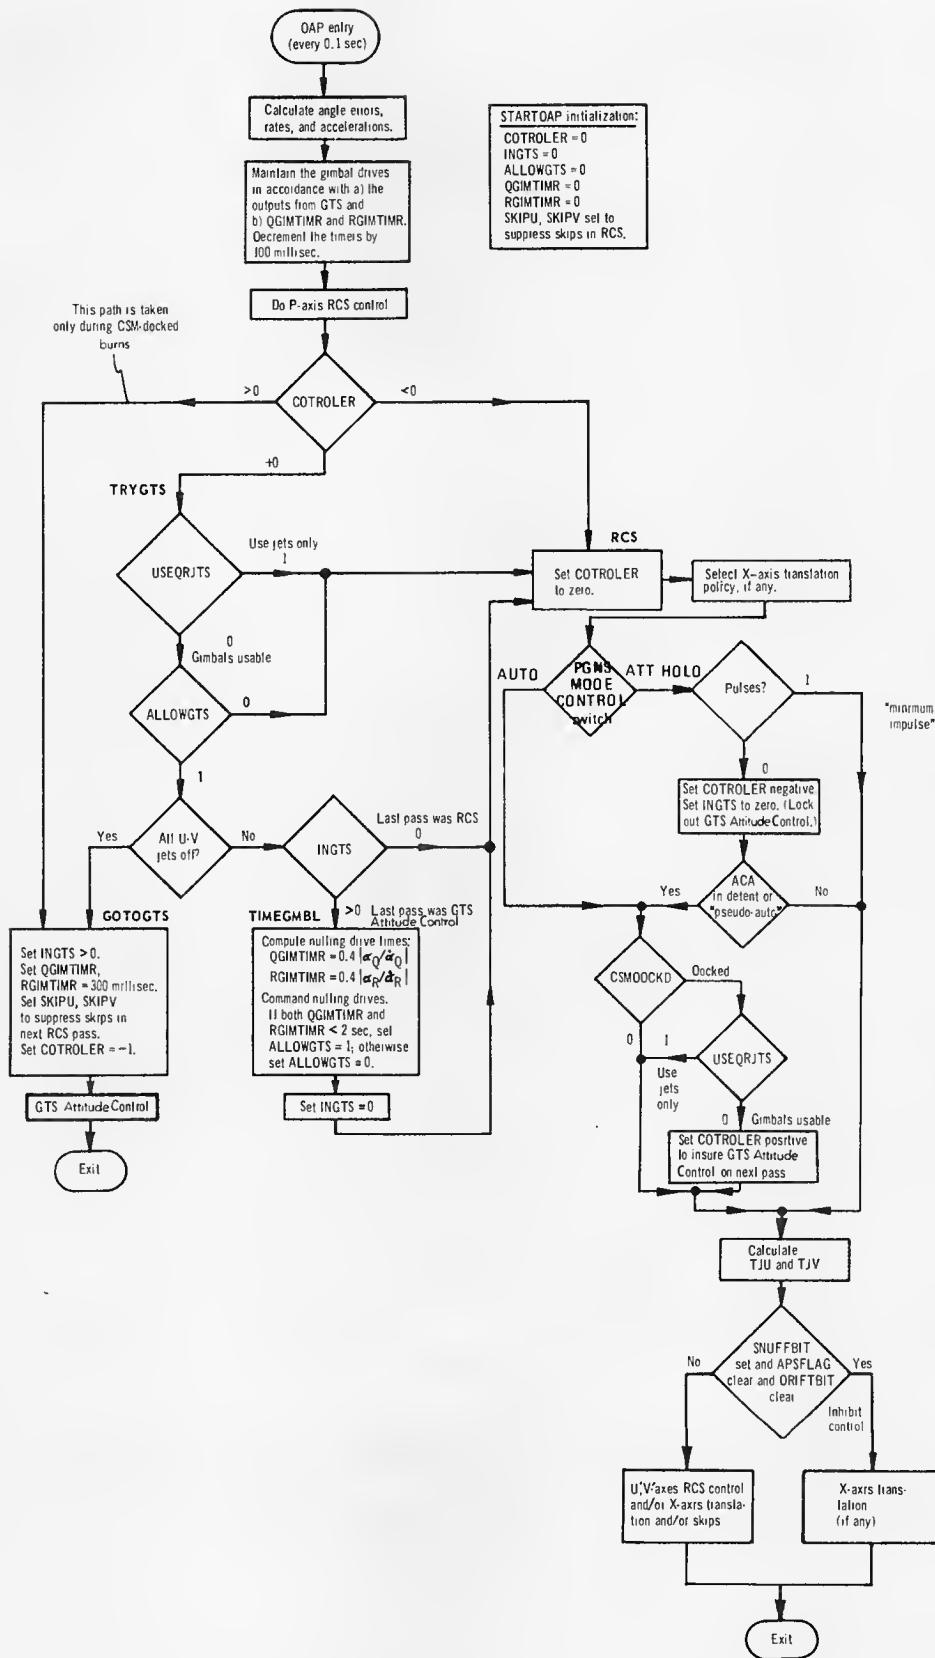 OAP entry
(every 0.1 sec)
Calculate angle errors,
rates, and accelerations.
STARTOAP initialization:
COTROLER = 0
INGTS = 0
ALLOWGTS = 0
QGIMTIMR = 0
RGIMTIMR = 0
SKIPU, SKIPV set to
suppress skips in RCS.
Maintain the gimbal drives
in accordance with a) the
outputs from GTS and
b) QGIMTIMR and RGIMTIMR.
Decrement the timers by
100 millisec.
Do P-axis RCS control
This path is taken
only during CSM-docked
burns
>0
COTROLER
<0
+0
TRYGTS
USEQRJTS
Use jets only
1
0
Gimbals usable
RCS
Set COTROLER
to zero.
Select X-axis translation
policy, if any.
ALLOWGTS
0
1
AUTO
PGNS
MODE
CONTROL
switch
ATT HOLD
Pulses?
1
"minimum
impulse"
0
Set COTROLER negative
Set INGTS to zero. (Lock
out GTS Attitude Control.)
Yes
All U-V
jets off?
No
INGTS
Last pass was RCS
0
>0 Last pass was GTS
Attitude Control
Yes
ACA
in detent or
"pseudo-auto"
No
GOTOGTS
Set INGTS > 0.
Set QGIMTIMR,
RGIMTIMR = 300 millisec.
Set SKIPU, SKIPV
to suppress skips in
next RCS pass.
Set COTROLER = -1.
GTS Attitude Control
Exit
TIMEGMBL
Compute nulling drive times:
QGIMTIMR = 0.4 |α_Q/α̇_Q|
RGIMTIMR = 0.4 |α_R/α̇_R|
Command nulling drives.
If both QGIMTIMR and
RGIMTIMR < 2 sec, set
ALLOWGTS = 1; otherwise
set ALLOWGTS = 0.
Set INGTS = 0
CSMDOCKD
Docked
0
1
USEQRJTS
Use
jets
only
0
Gimbals usable
Set COTROLER positive
to insure GTS Attitude
Control on next pass
Calculate
TJU and TJV
No
SNUFFBIT
set and APSFLAG
clear and DRIFTBIT
clear
Yes
Inhibit
control
U,V-axes RCS control
and/or X-axis transla-
tion and/or skips
X-axis trans-
lation
(if any)
Exit